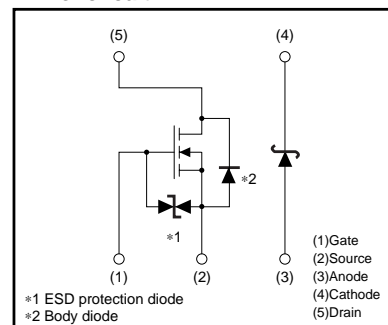 (5) (4)
∗2
∗1
(1) (2) (3)
(1)Gate
(2)Source
(3)Anode
(4)Cathode
(5)Drain
∗1 ESD protection diode
∗2 Body diode